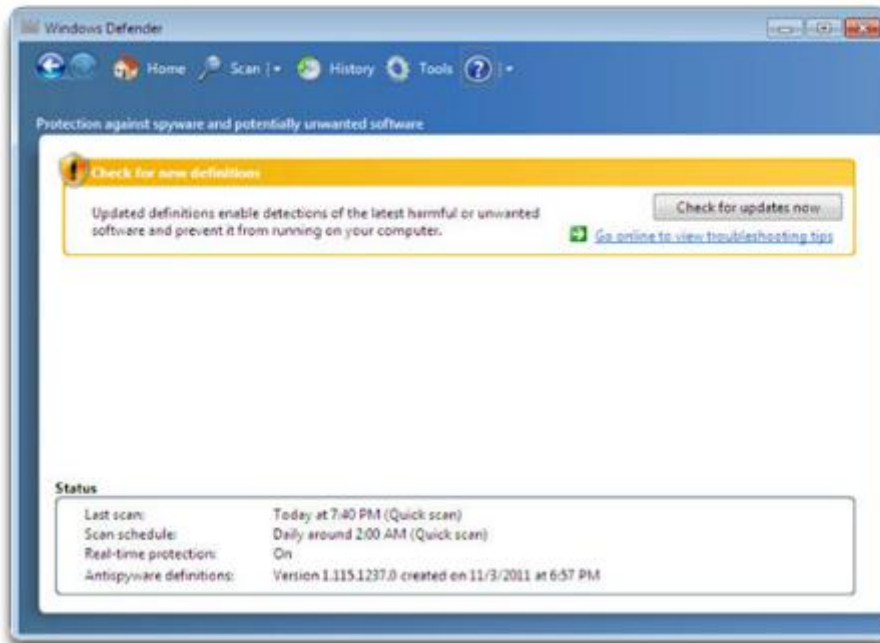 Windows Defender
Home Scan History Tools ?
Protection against spyware and potentially unwanted software
Check for new definitions
Updated definitions enable detections of the latest harmful or unwanted
software and prevent it from running on your computer.
Check for updates now
Go online to view troubleshooting tips
Status
Last scan: Today at 7:40 PM (Quick scan)
Scan schedule: Daily around 2:00 AM (Quick scan)
Real-time protection: On
Antispyware definitions: Version 1.115.1237.0 created on 11/3/2011 at 6:57 PM